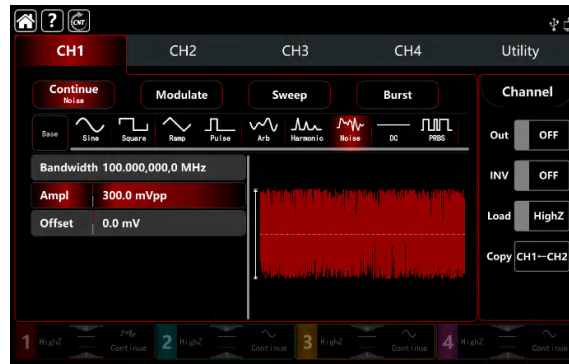 ? CNT
CH1 CH2 CH3 CH4 Utility
Continue
Noise
Modulate Sweep Burst Channel
Base Sine Square Ramp Pulse Arb Harmonic Noise DC PRBS
Out OFF
Bandwidth 100.000,000,0 MHz
INV OFF
Ampl 300.0 mVpp
Load HighZ
Offset 0.0 mV
Copy CH1←CH2
1 HighZ Continue 2 HighZ Continue 3 HighZ Continue 4 HighZ Continue